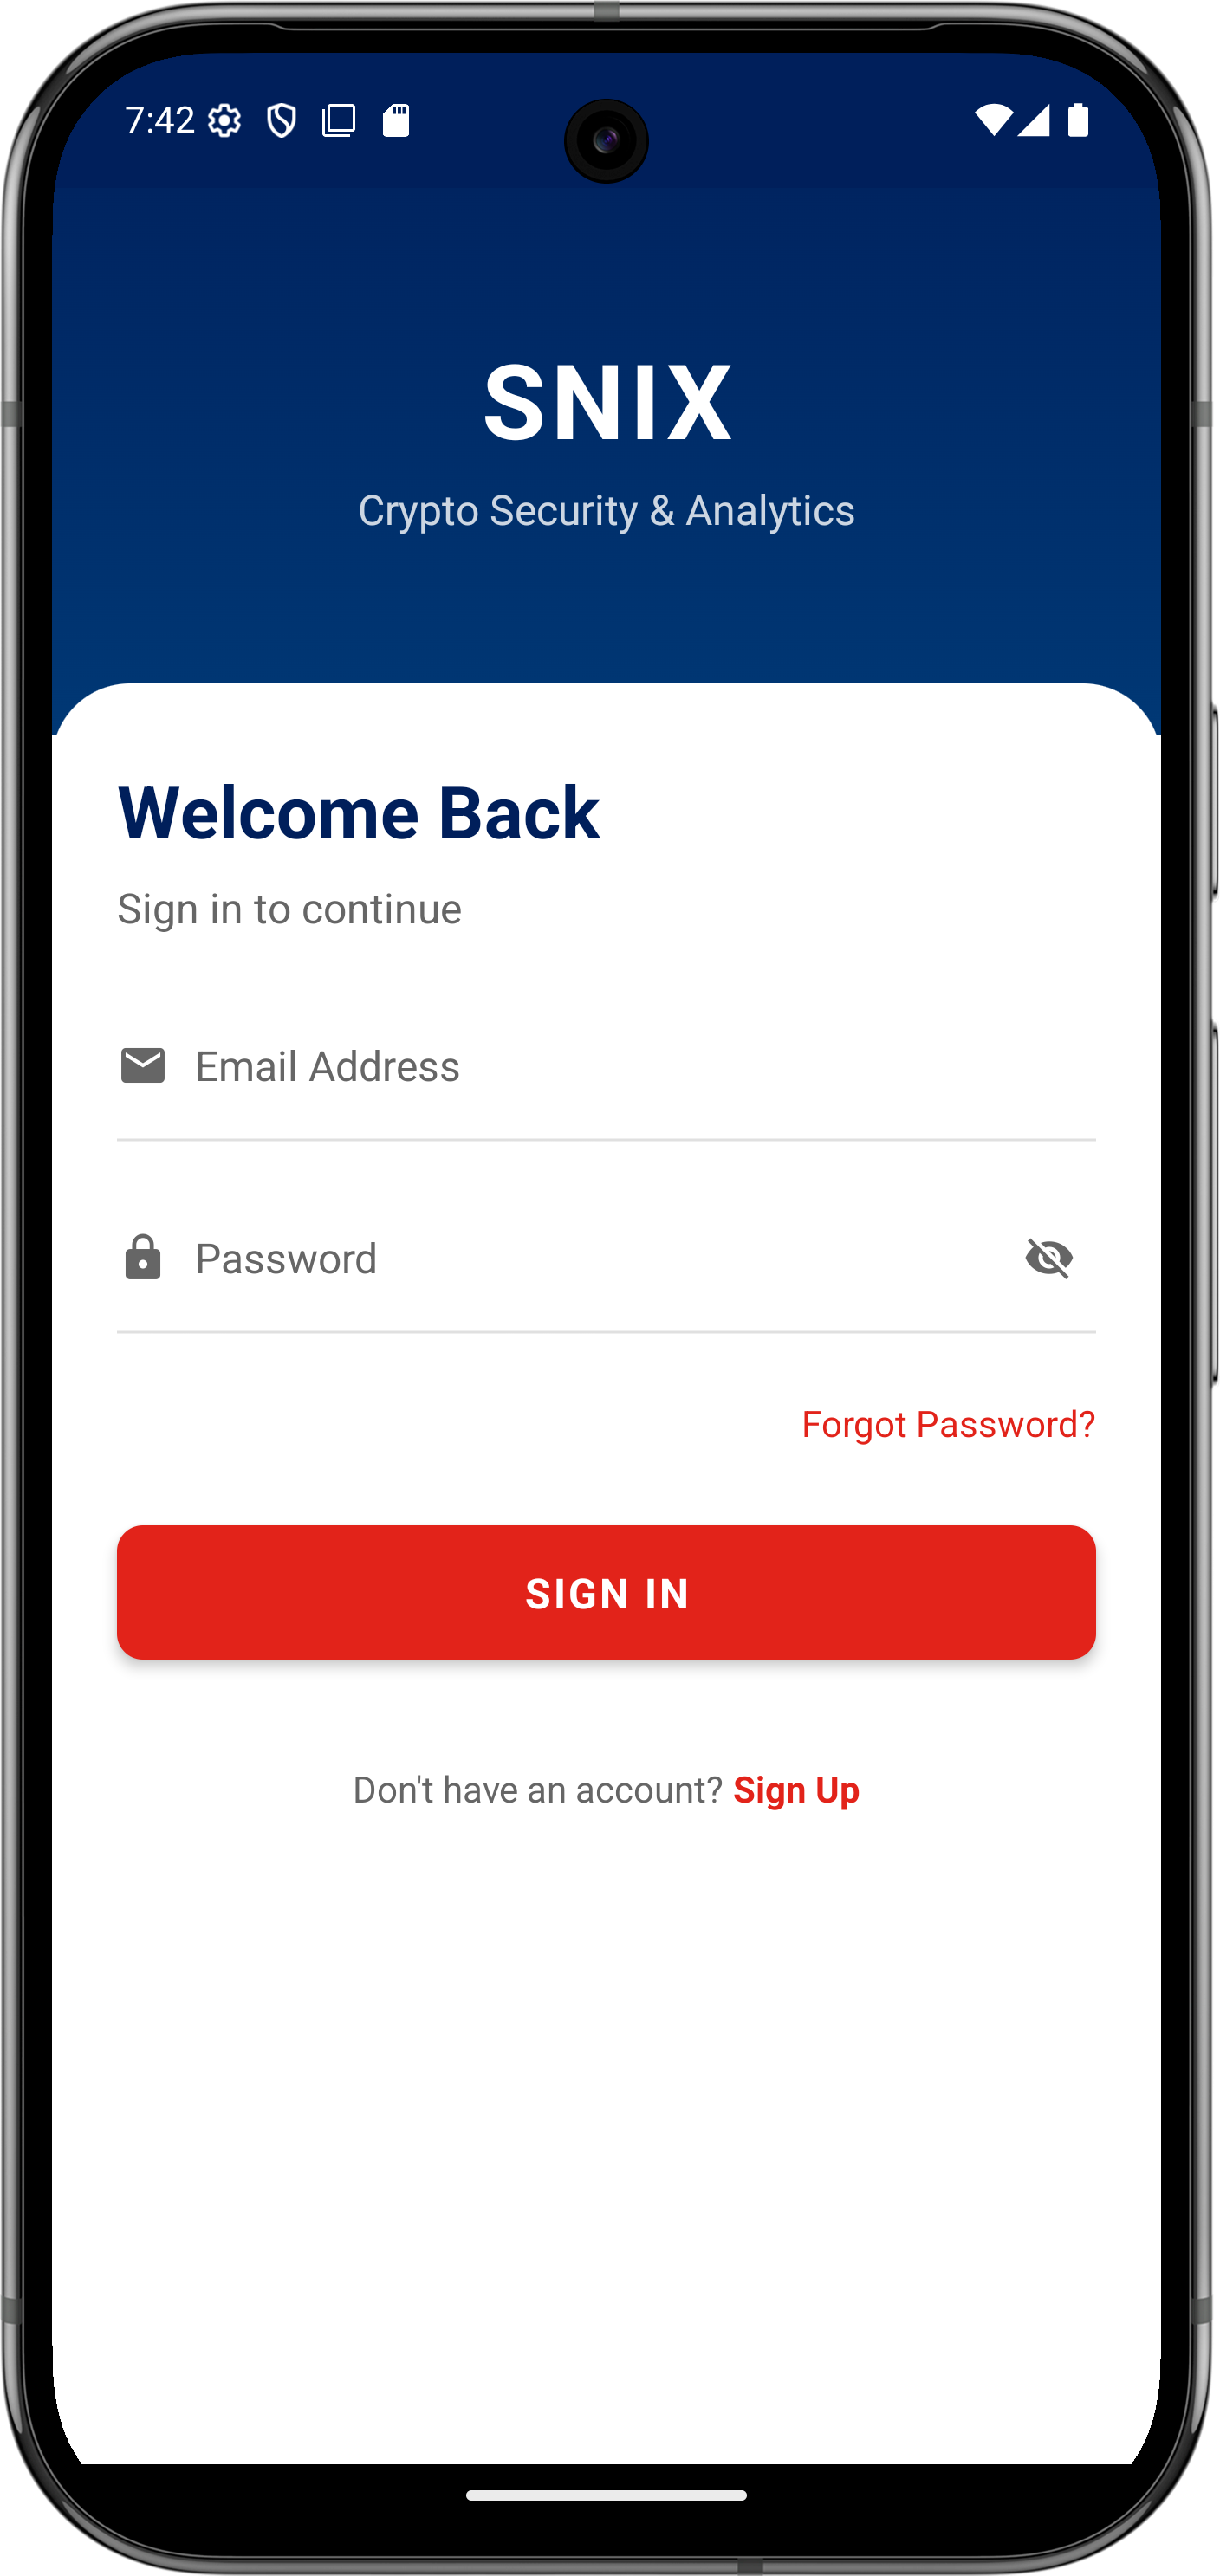 7:42
SNIX
Crypto Security & Analytics
Welcome Back
Sign in to continue
Email Address
Password
Forgot Password?
SIGN IN
Don't have an account? Sign Up